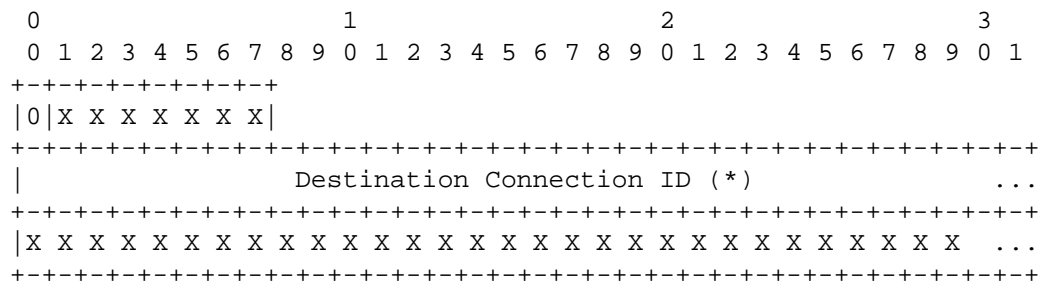 0                   1                   2                   3
 0 1 2 3 4 5 6 7 8 9 0 1 2 3 4 5 6 7 8 9 0 1 2 3 4 5 6 7 8 9 0 1
+-+-+-+-+-+-+-+-+
|0|X X X X X X X|
+-+-+-+-+-+-+-+-+-+-+-+-+-+-+-+-+-+-+-+-+-+-+-+-+-+-+-+-+-+-+-+-+
|                 Destination Connection ID (*)               ...
+-+-+-+-+-+-+-+-+-+-+-+-+-+-+-+-+-+-+-+-+-+-+-+-+-+-+-+-+-+-+-+-+
|X X X X X X X X X X X X X X X X X X X X X X X X X X X X X X  ...
+-+-+-+-+-+-+-+-+-+-+-+-+-+-+-+-+-+-+-+-+-+-+-+-+-+-+-+-+-+-+-+-+